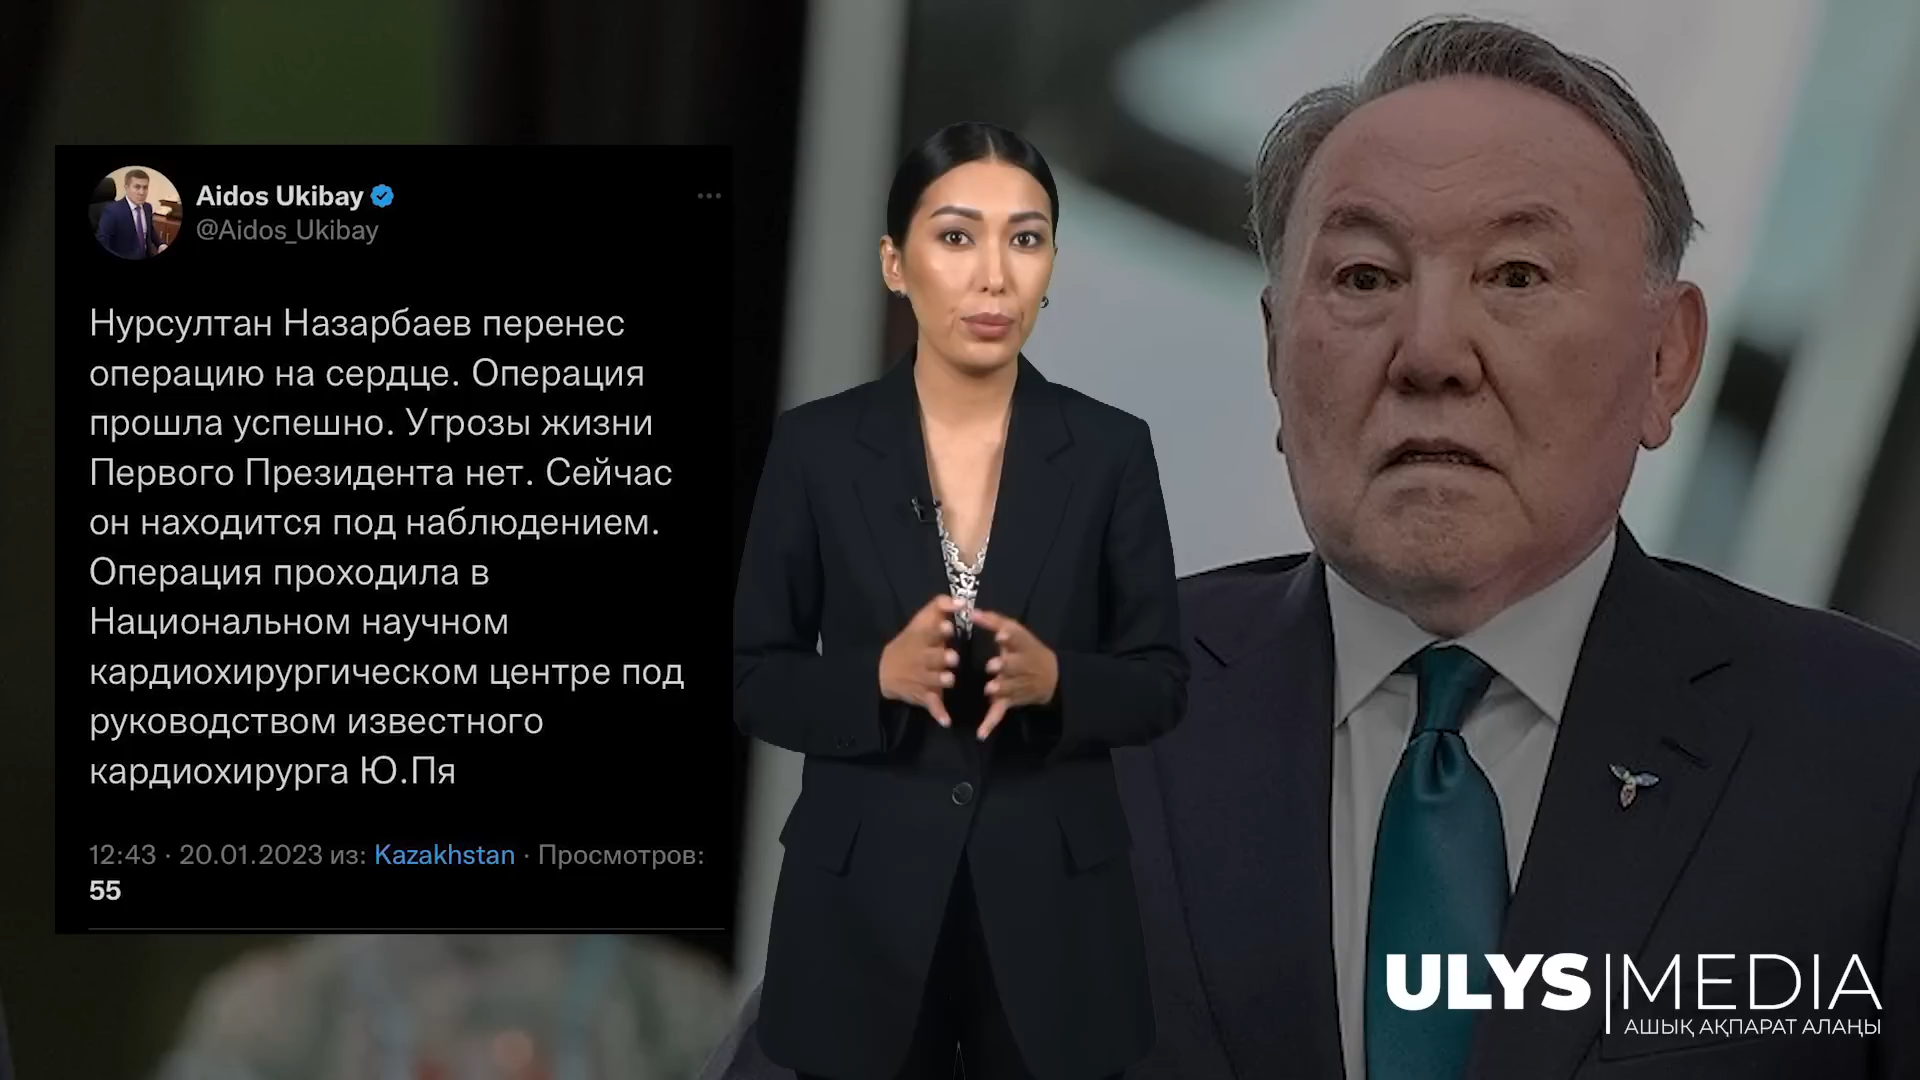 Aidos Ukibay
@Aidos_Ukibay
Нурсултан Назарбаев перенес
операцию на сердце. Операция
прошла успешно. Угрозы жизни
Первого Президента нет. Сейчас
он находится под наблюдением.
Операция проходила в
Национальном научном
кардиохирургическом центре под
руководством известного
кардиохирурга Ю.Пя
12:43 · 20.01.2023 из: Kazakhstan · Просмотров:
55
ULYS|MEDIA
АШЫҚ АҚПАРАТ АЛАҢЫ